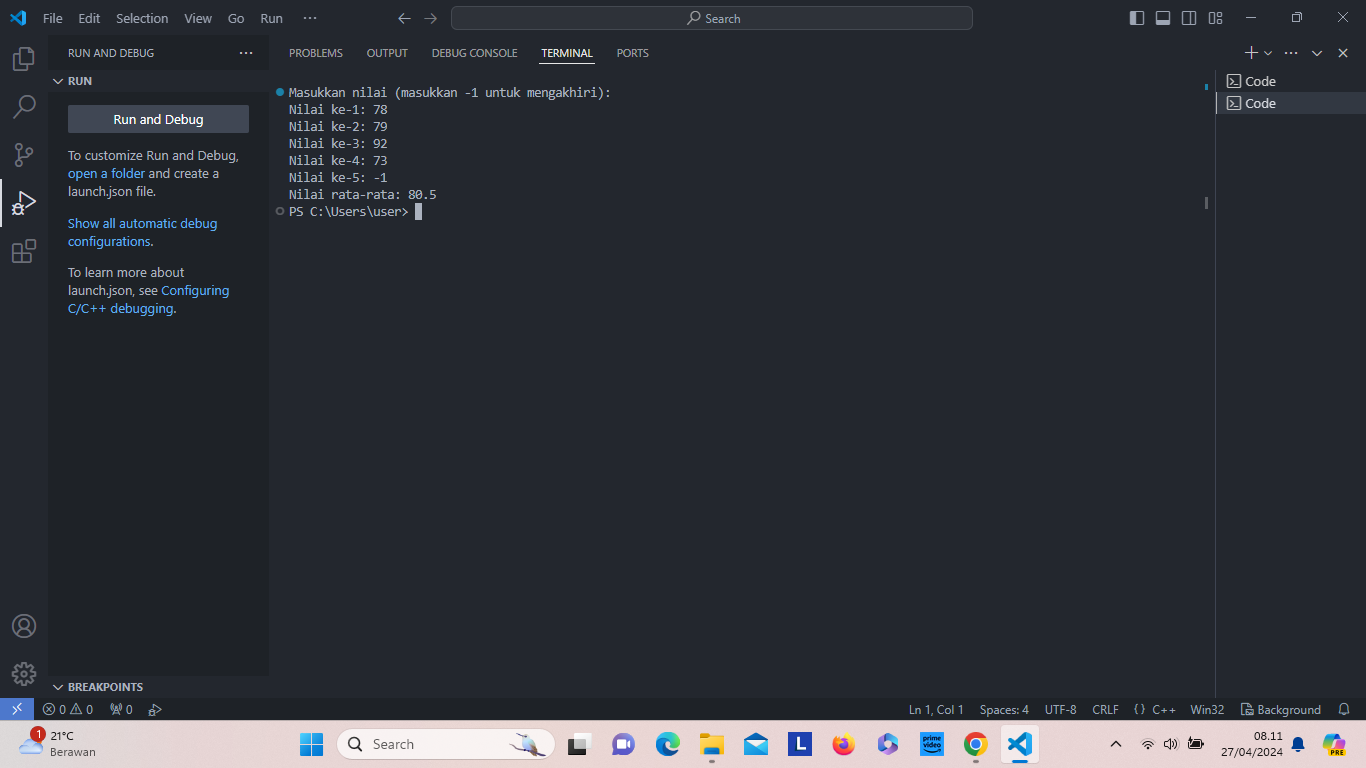 File Edit Selection View Go Run ···
Search
RUN AND DEBUG ···
RUN
Run and Debug
To customize Run and Debug,
open a folder and create a
launch.json file.
Show all automatic debug
configurations.
To learn more about
launch.json, see Configuring
C/C++ debugging.
BREAKPOINTS
PROBLEMS OUTPUT DEBUG CONSOLE TERMINAL PORTS
Masukkan nilai (masukkan -1 untuk mengakhiri):
Nilai ke-1: 78
Nilai ke-2: 79
Nilai ke-3: 92
Nilai ke-4: 73
Nilai ke-5: -1
Nilai rata-rata: 80.5
PS C:\Users\user>
Code
Code
0 0 0
Ln 1, Col 1 Spaces: 4 UTF-8 CRLF {} C++ Win32 Background
1
21°C
Berawan
Search
L
prime
video
08.11
27/04/2024
PRE